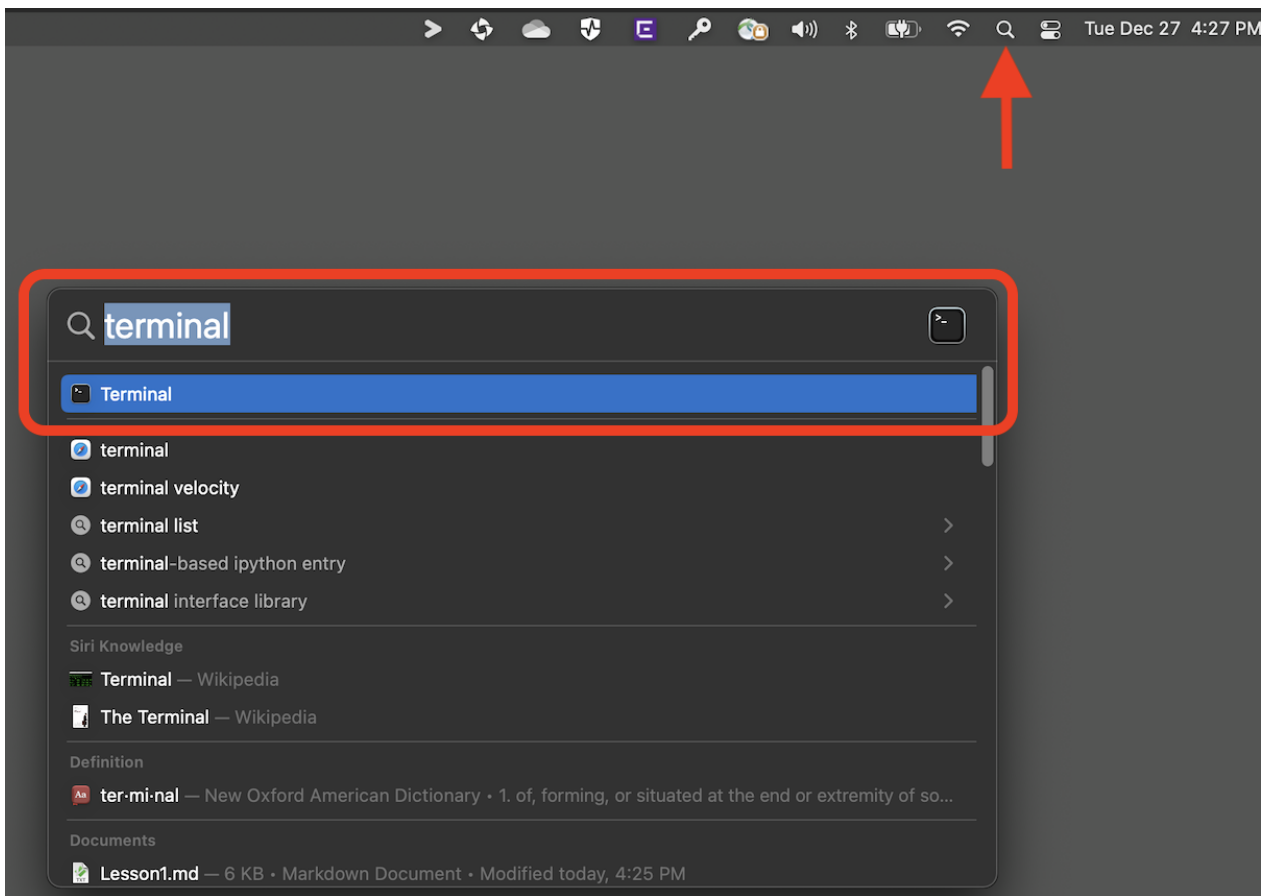 Tue Dec 27 4:27 PM
terminal
Terminal
terminal
terminal velocity
terminal list
terminal-based ipython entry
terminal interface library
Siri Knowledge
Terminal — Wikipedia
The Terminal — Wikipedia
Definition
ter·mi·nal — New Oxford American Dictionary • 1. of, forming, or situated at the end or extremity of so...
Documents
Lesson1.md — 6 KB • Markdown Document • Modified today, 4:25 PM